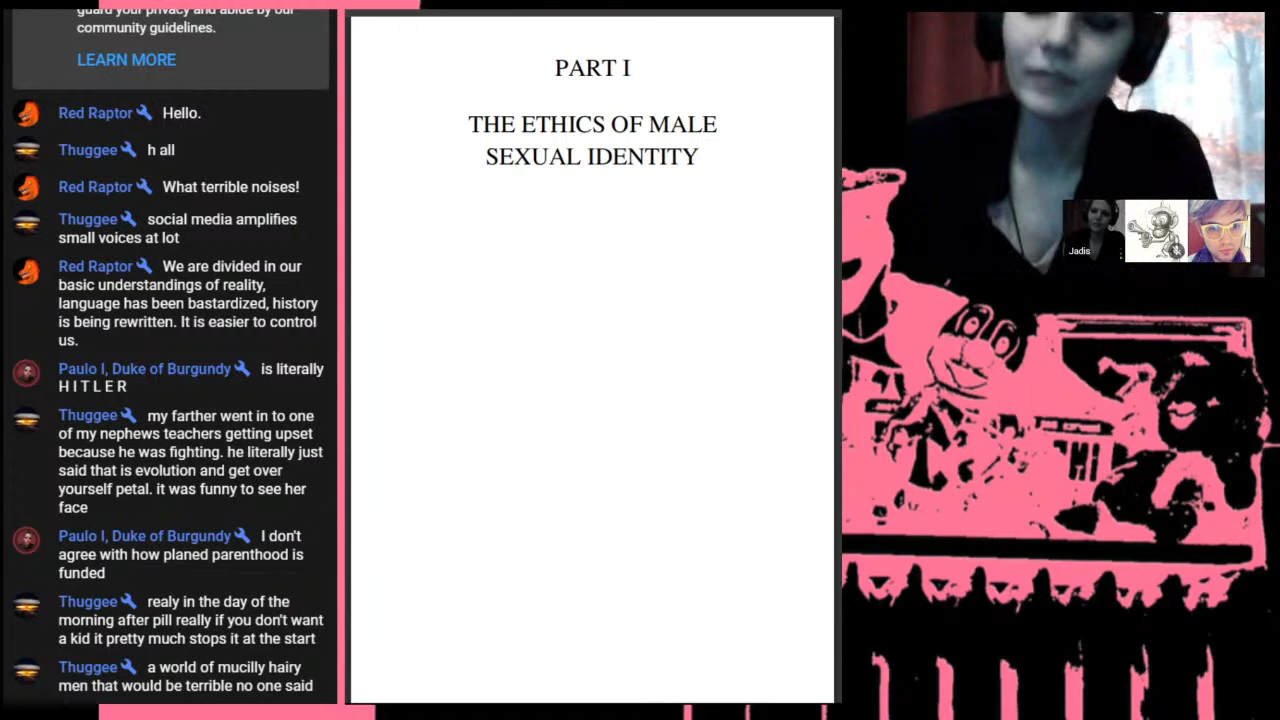 guard your privacy and abide by our
community guidelines.
LEARN MORE
Red Raptor Hello.
Thuggee h all
Red Raptor What terrible noises!
Thuggee social media amplifies
small voices at lot
Red Raptor We are divided in our
basic understandings of reality,
language has been bastardized, history
is being rewritten. It is easier to control
us.
Paulo I, Duke of Burgundy is literally
H I T L E R
Thuggee my farther went in to one
of my nephews teachers getting upset
because he was fighting. he literally just
said that is evolution and get over
yourself petal. it was funny to see her
face
Paulo I, Duke of Burgundy I don't
agree with how planed parenthood is
funded
Thuggee realy in the day of the
morning after pill really if you don't want
a kid it pretty much stops it at the start
Thuggee a world of mucilly hairy
men that would be terrible no one said
PART I
THE ETHICS OF MALE
SEXUAL IDENTITY
Jadis